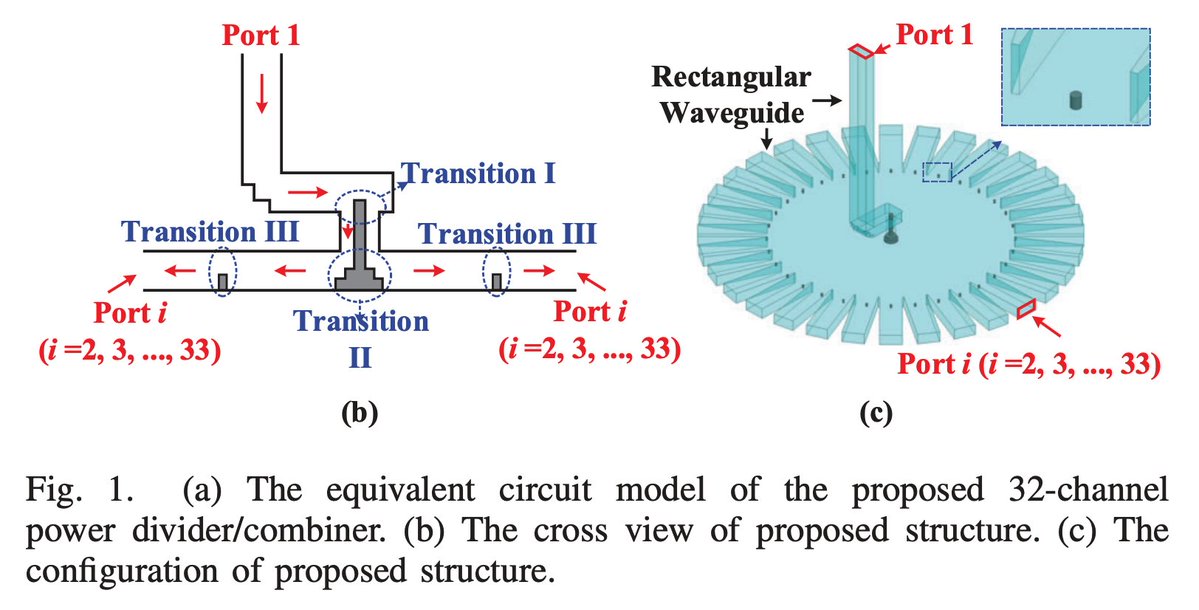 Port 1
Transition I
Transition III
Transition III
Port i
(i =2, 3, ..., 33)
Transition
II
Port i
(i =2, 3, ..., 33)
(b)
Port 1
Rectangular
Waveguide
Port i (i =2, 3, ..., 33)
(c)
Fig. 1. (a) The equivalent circuit model of the proposed 32-channel
power divider/combiner. (b) The cross view of proposed structure. (c) The
configuration of proposed structure.